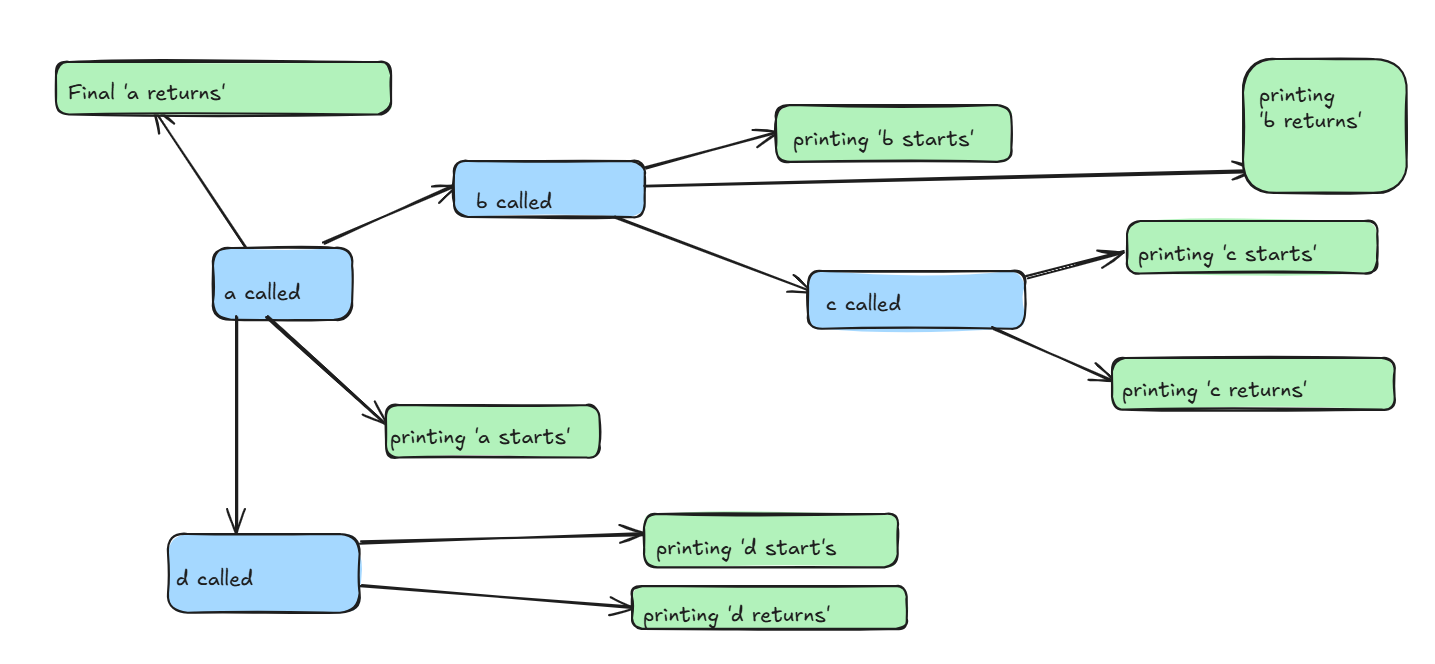 Final 'a returns'
printing
'b returns'
printing 'b starts'
b called
printing 'c starts'
a called
c called
printing 'c returns'
printing 'a starts'
printing 'd start's
d called
printing 'd returns'